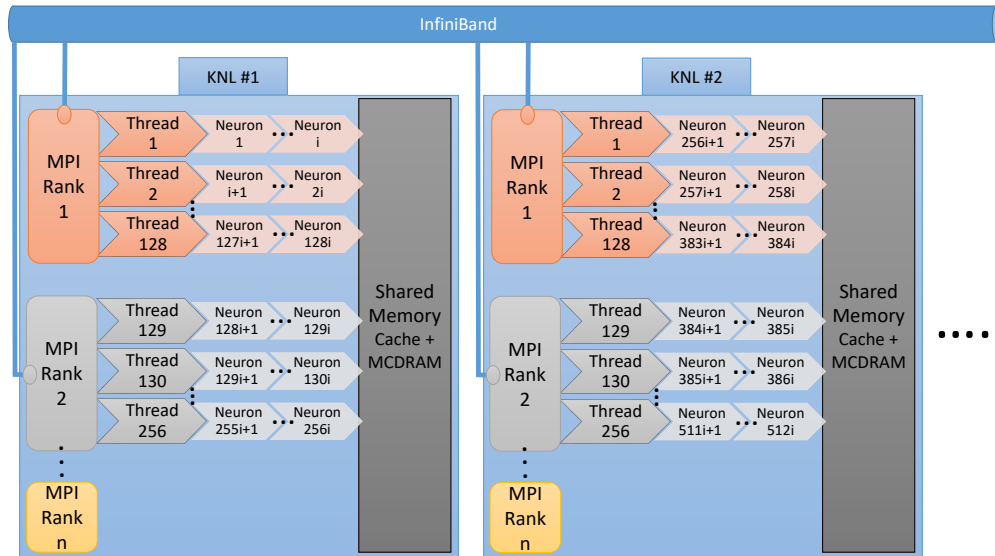 InfiniBand
KNL #1
MPI
Rank
1
Thread
1
Neuron
1
•••
Neuron
i
Thread
2
Neuron
i+1
•••
Neuron
2i
Thread
128
Neuron
127i+1
•••
Neuron
128i
MPI
Rank
2
Thread
129
Neuron
128i+1
•••
Neuron
129i
Thread
130
Neuron
129i+1
•••
Neuron
130i
Thread
256
Neuron
255i+1
•••
Neuron
256i
MPI
Rank
n
Shared
Memory
Cache +
MCDRAM
KNL #2
MPI
Rank
1
Thread
1
Neuron
256i+1
•••
Neuron
257i
Thread
2
Neuron
257i+1
•••
Neuron
258i
Thread
128
Neuron
383i+1
•••
Neuron
384i
MPI
Rank
2
Thread
129
Neuron
384i+1
•••
Neuron
385i
Thread
130
Neuron
385i+1
•••
Neuron
386i
Thread
256
Neuron
511i+1
•••
Neuron
512i
MPI
Rank
n
Shared
Memory
Cache +
MCDRAM
••••